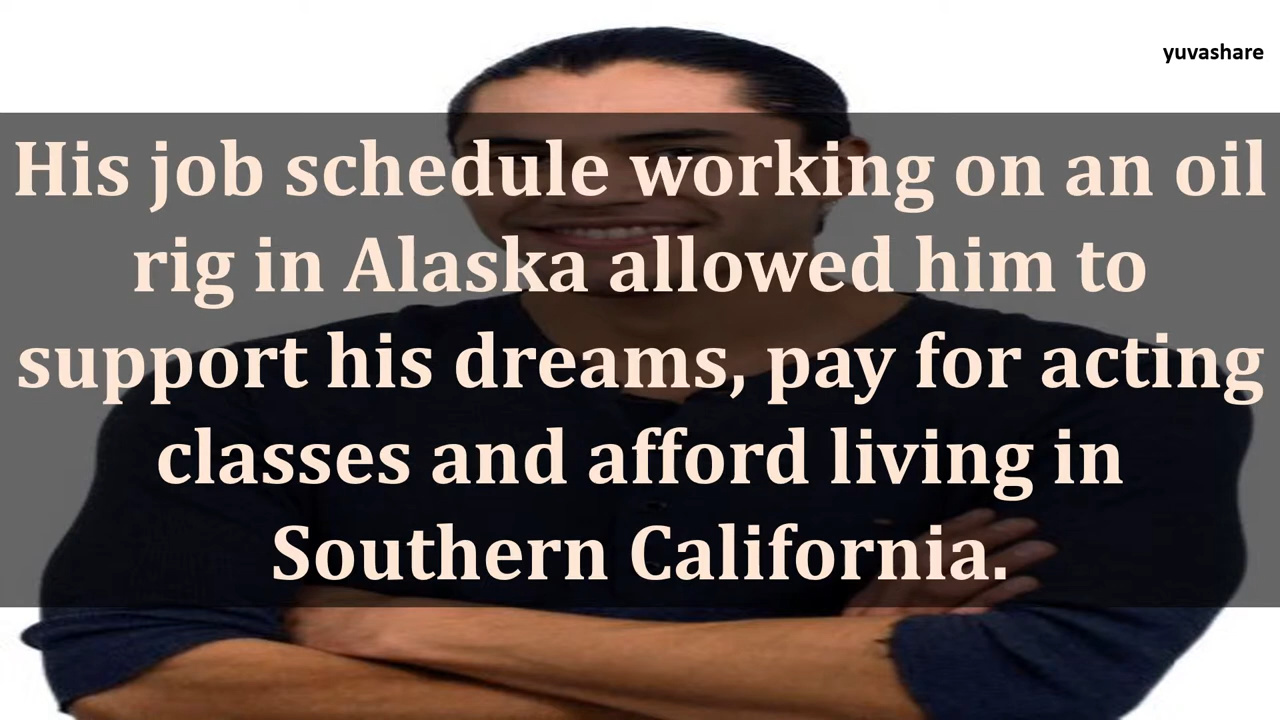 yuvashare
His job schedule working on an oil
rig in Alaska allowed him to
support his dreams, pay for acting
classes and afford living in
Southern California.